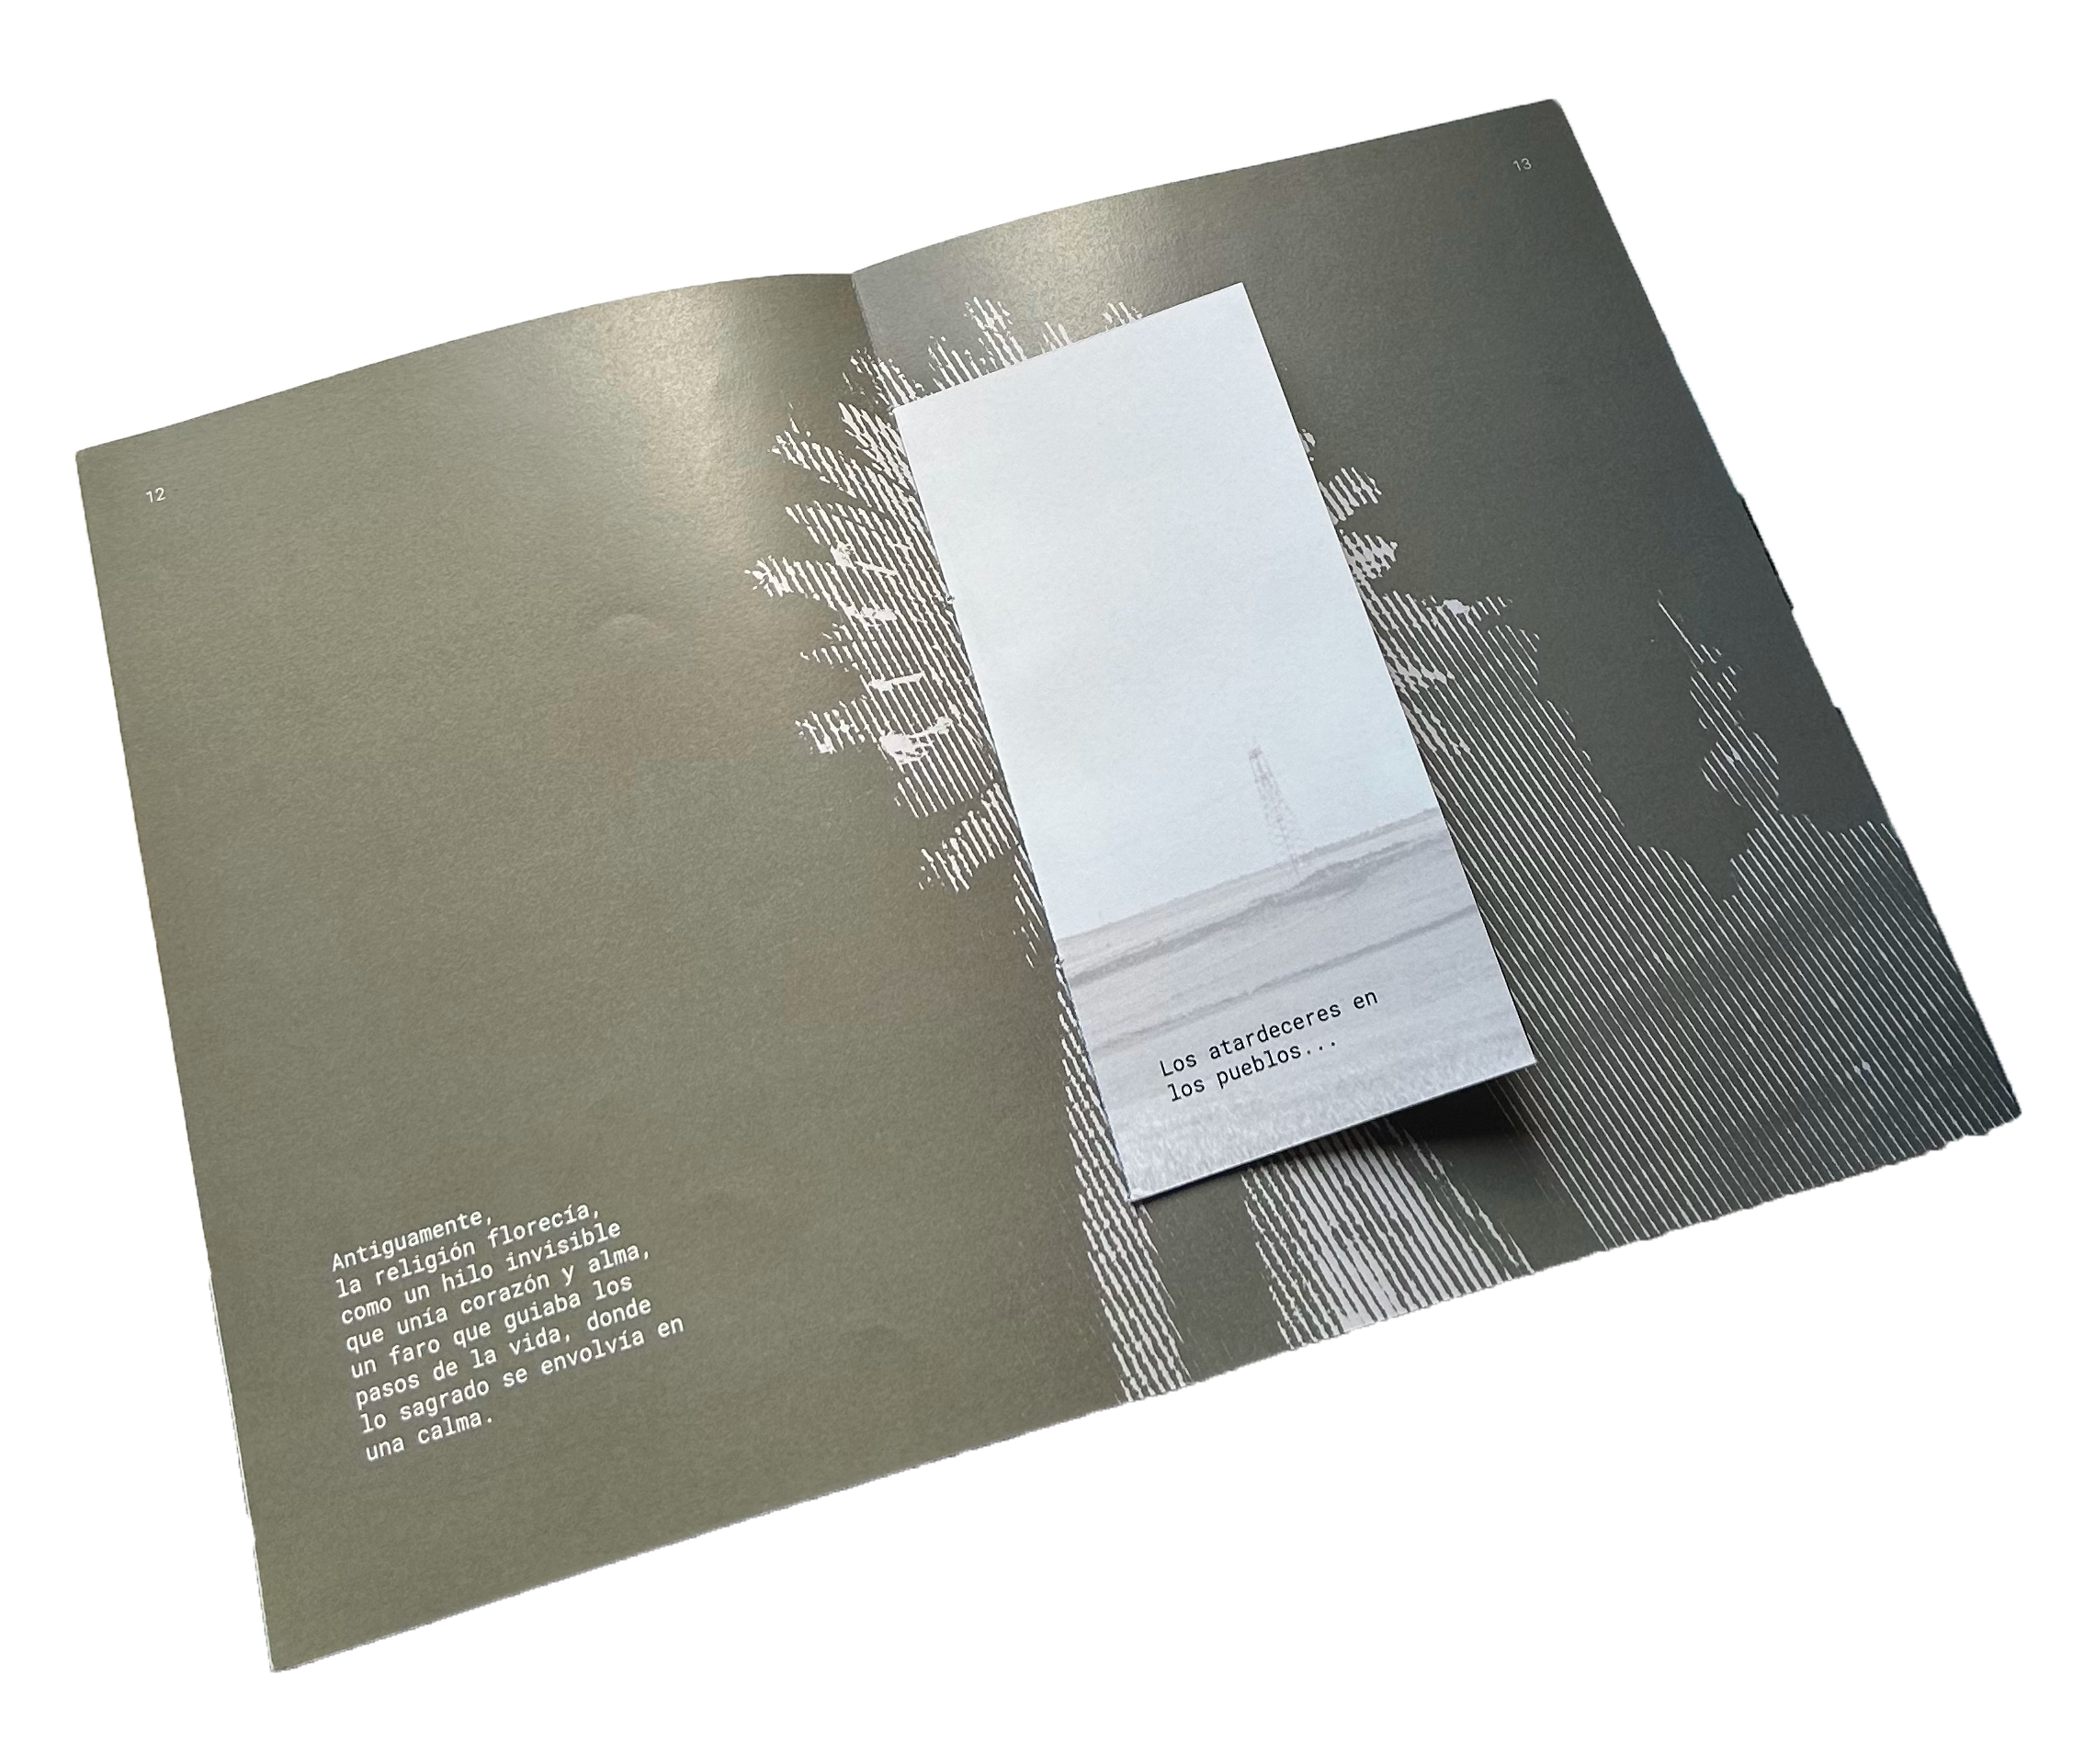 12
Antiguamente,
la religión florecía,
como un hilo invisible
que unía corazón y alma,
un faro que guiaba los
pasos de la vida, donde
lo sagrado se envolvía en
una calma.
13
Los atardeceres en
los pueblos...